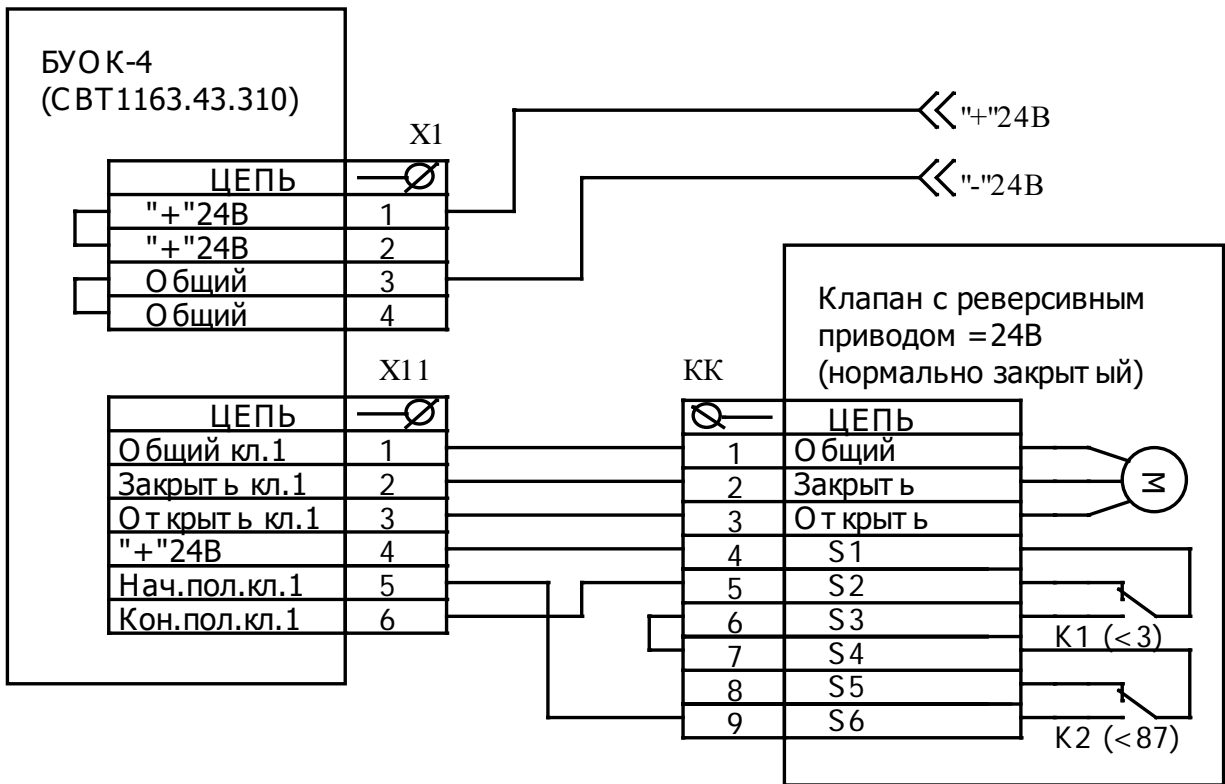 БУОК-4
(СВТ1163.43.310)
X1
ЦЕПЬ
"+"24В 1
"+"24В 2
Общий 3
Общий 4
"+"24В
"-"24В
X11
ЦЕПЬ
Общий кл.1 1
Закрыть кл.1 2
Открыть кл.1 3
"+"24В 4
Нач.пол.кл.1 5
Кон.пол.кл.1 6
Клапан с реверсивным
приводом =24В
(нормально закрытый)
КК
ЦЕПЬ
1 Общий
2 Закрыть
3 Открыть
4 S1
5 S2
6 S3
7 S4
8 S5
9 S6
М
К1 (<3)
К2 (<87)